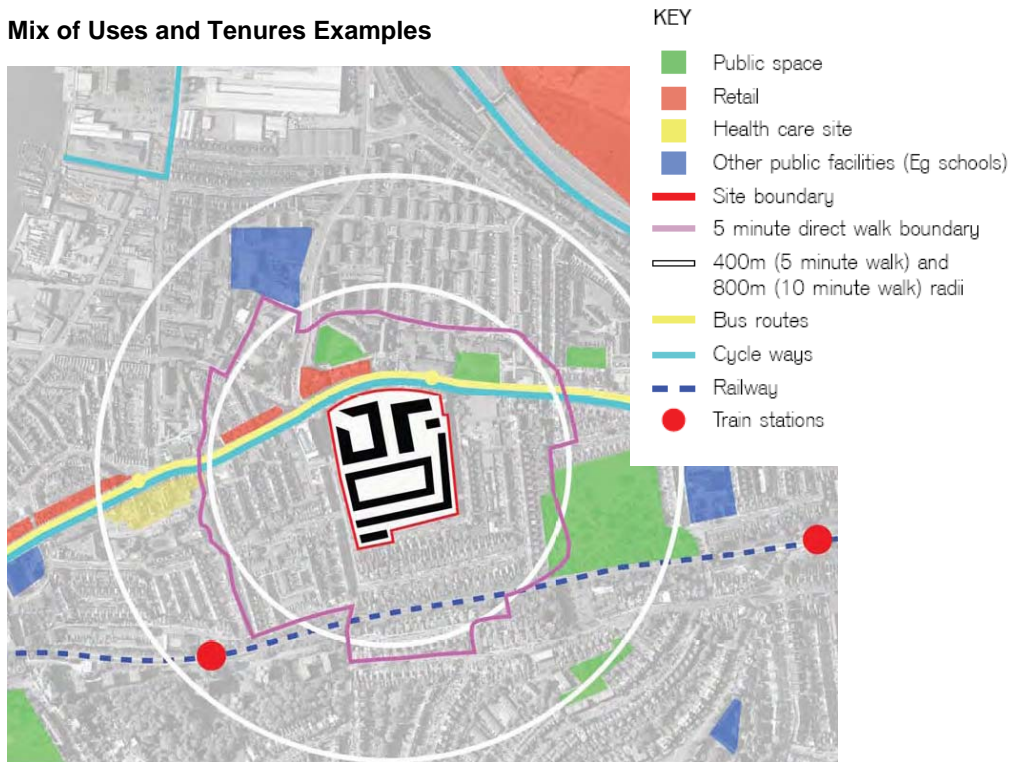 Mix of Uses and Tenures Examples
KEY
Public space
Retail
Health care site
Other public facilities (Eg schools)
Site boundary
5 minute direct walk boundary
400m (5 minute walk) and
800m (10 minute walk) radii
Bus routes
Cycle ways
Railway
Train stations